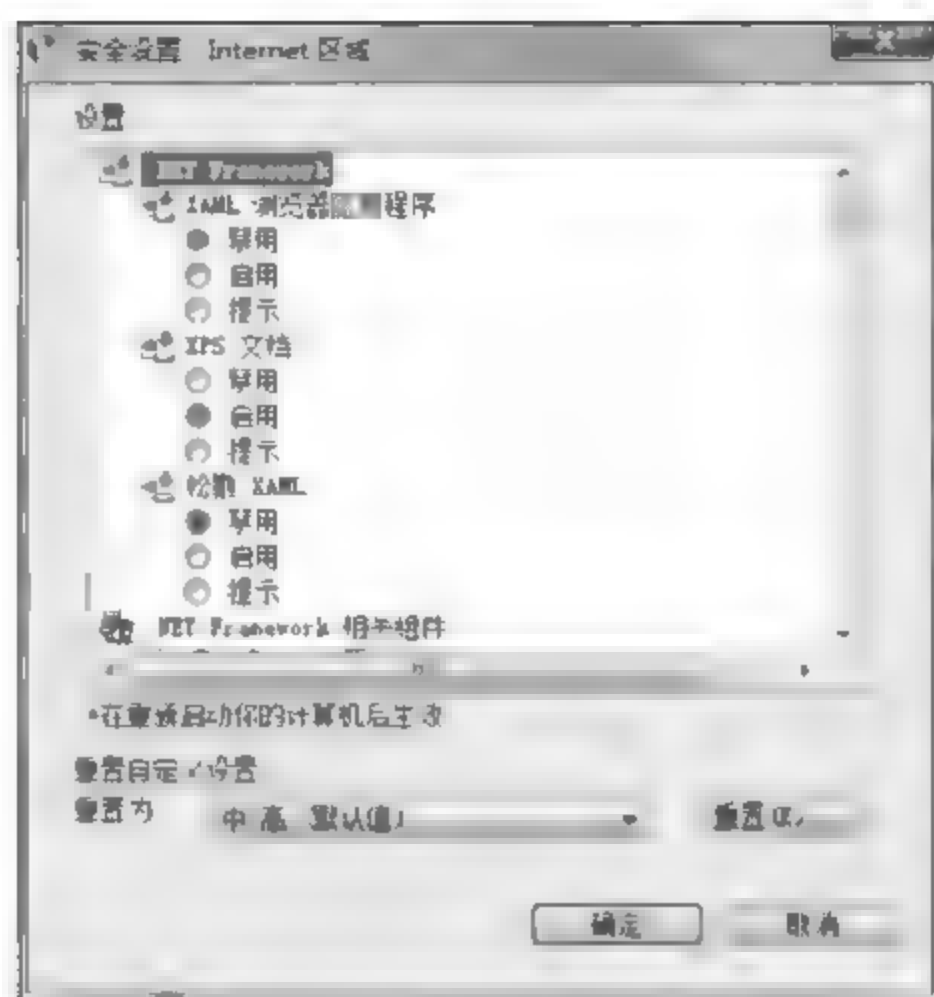 安全设置 Internet 区域
设置
.NET Framework
XAML 浏览器应用程序
禁用
启用
提示
XPS 文档
禁用
启用
提示
松散 XAML
禁用
启用
提示
.NET Framework 相关组件
*在重新启动你的计算机后生效
重置自定义设置
重置为
中-高 (默认值)
重置
确定
取消